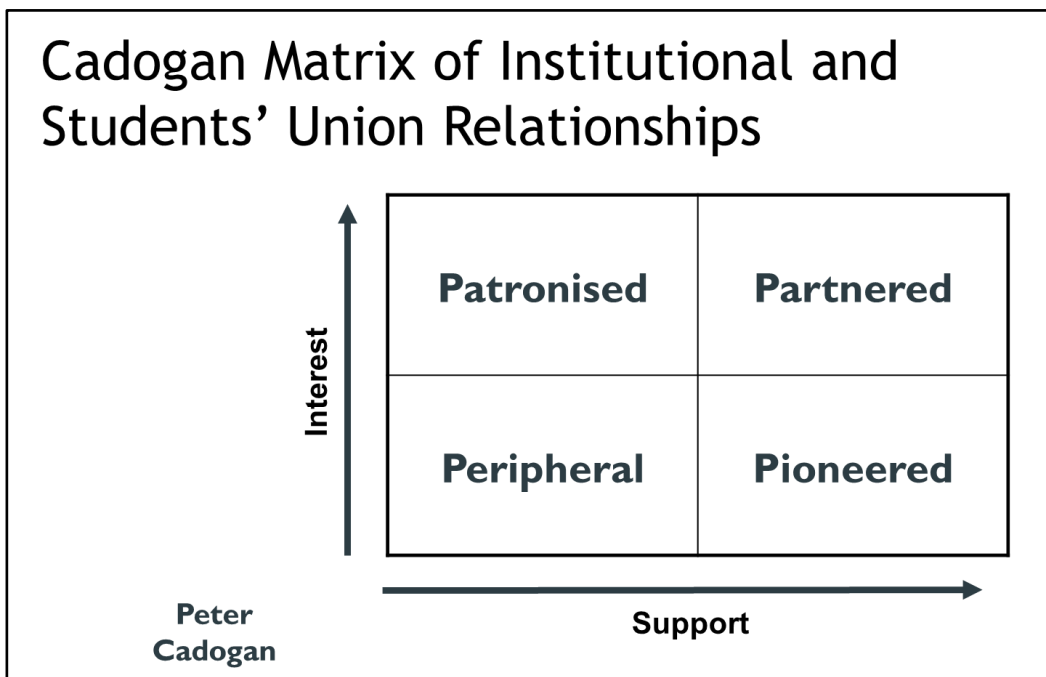 Cadogan Matrix of Institutional and
Students’ Union Relationships
Patronised
Partnered
Interest
Peripheral
Pioneered
Support
Peter
Cadogan